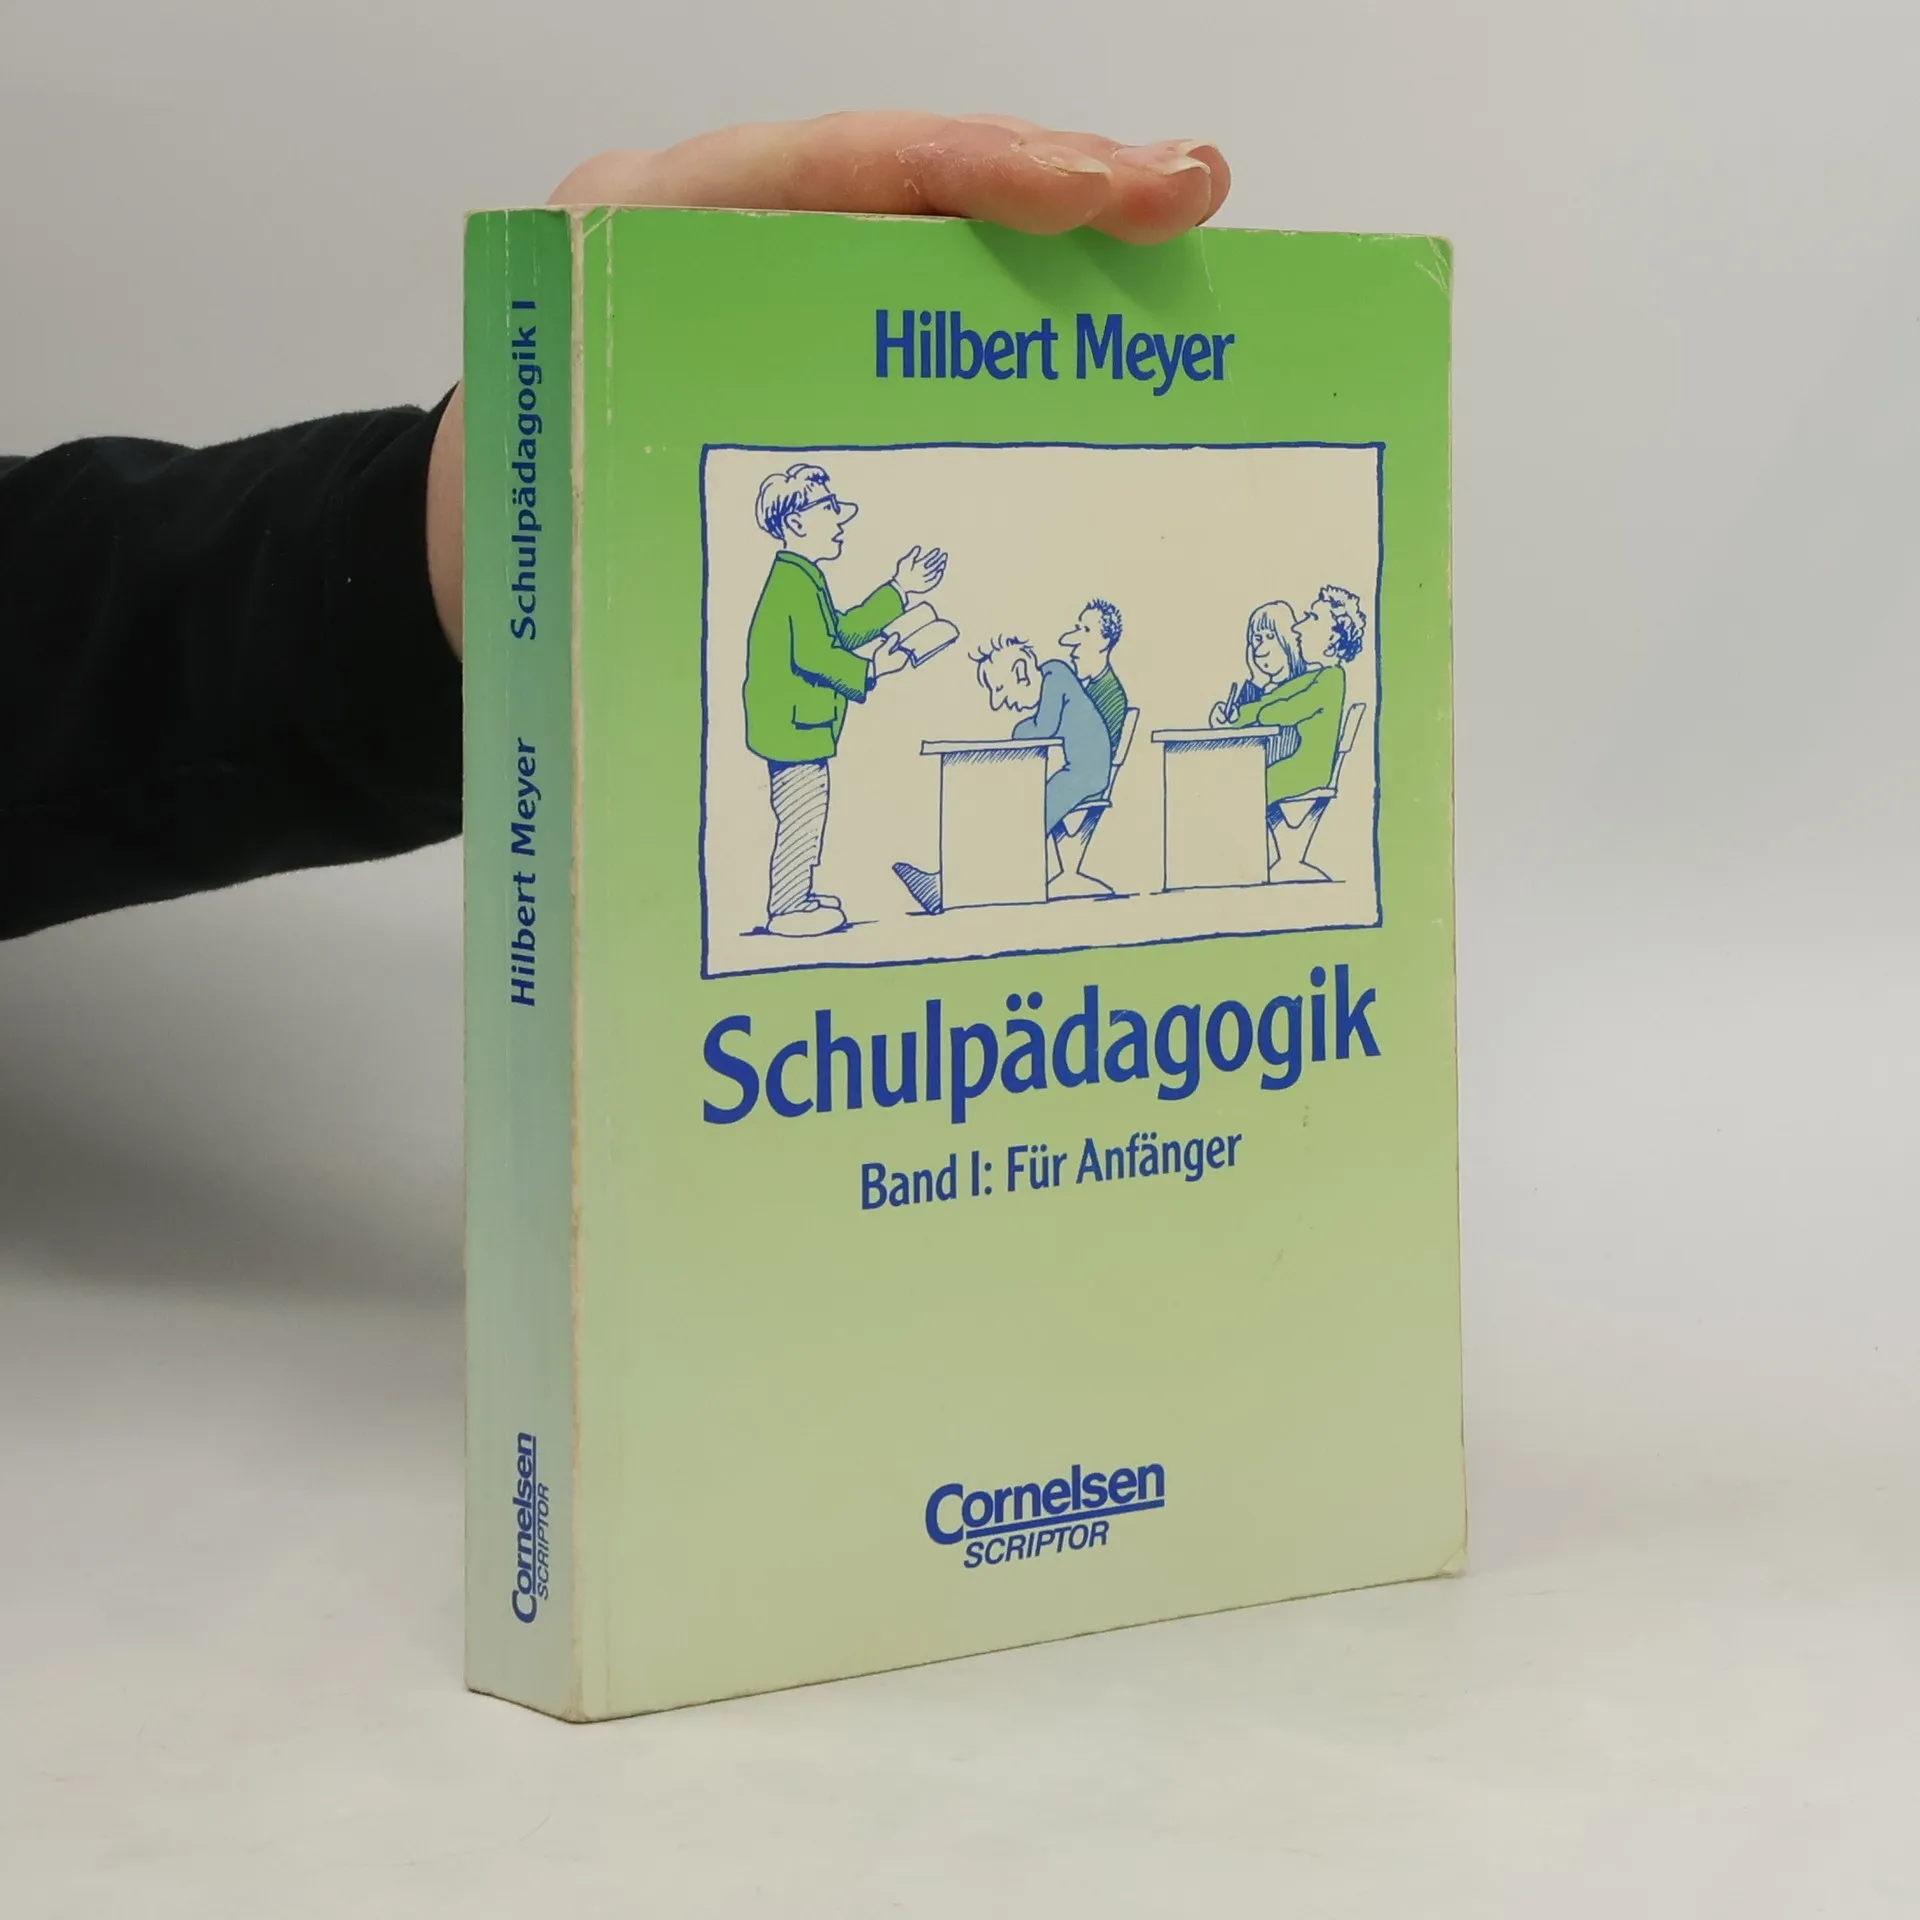 Hilbert Meyer
Schulpädagogik
Band I: Für Anfänger
Cornelsen
SCRIPTOR
Hilbert Meyer Schulpädagogik I
Cornelsen
SCRIPTOR